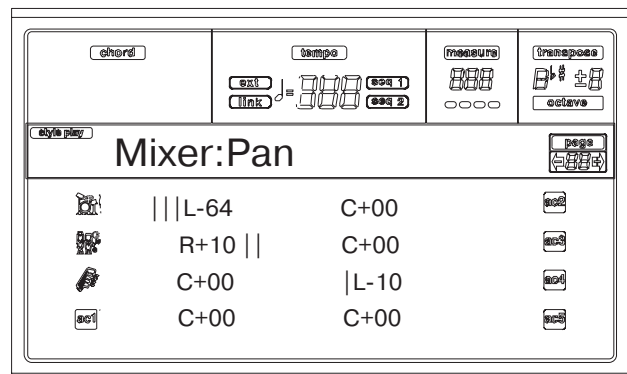 chord tempo measure transpose
ext seq 1
link seq 2
octave
style play
Mixer:Pan
page
|||L-64 C+00 ac2
R+10 || C+00 ac3
C+00 |L-10 ac4
ac1 C+00 C+00 ac5